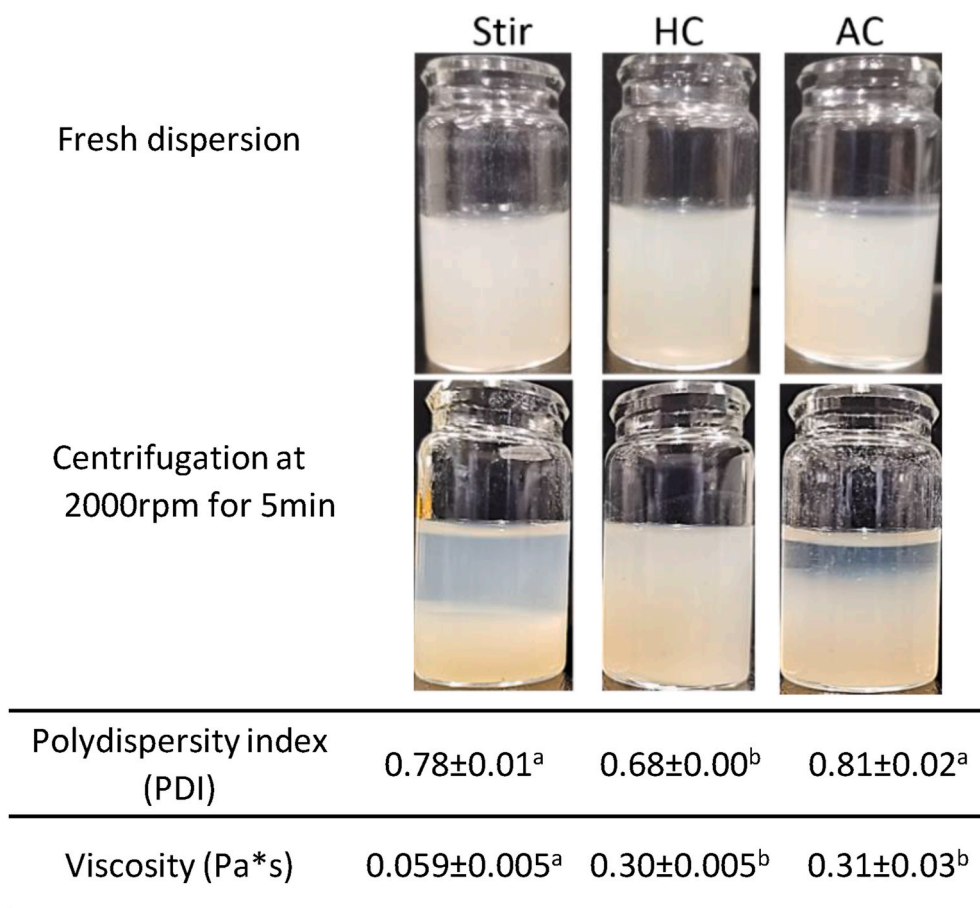 Stir HC AC
Fresh dispersion
Centrifugation at
2000rpm for 5min
Polydispersity index
(PDI)
0.78±0.01ᵃ 0.68±0.00ᵇ 0.81±0.02ᵃ
Viscosity (Pa*s) 0.059±0.005ᵃ 0.30±0.005ᵇ 0.31±0.03ᵇ